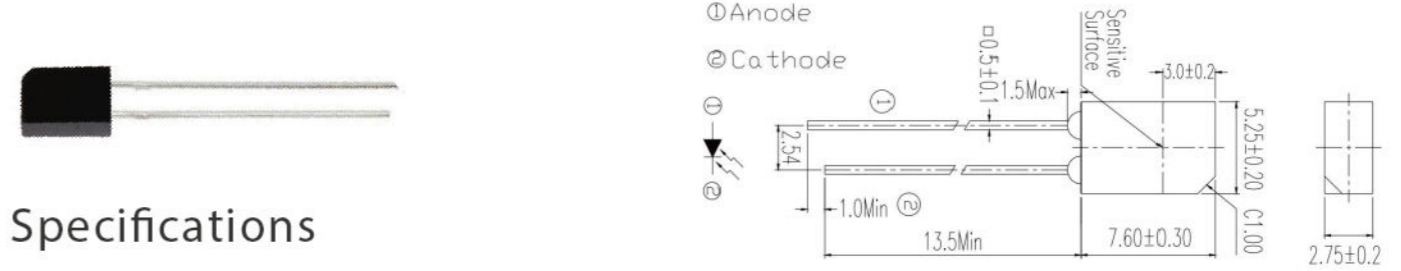 ①Anode
②Cathode
①
②
2.54
①
②
□0.5±0.1
1.5Max
Sensitive
Surface
3.0±0.2
5.25±0.20
C1.00
1.0Min
13.5Min
7.60±0.30
2.75±0.2
Specifications